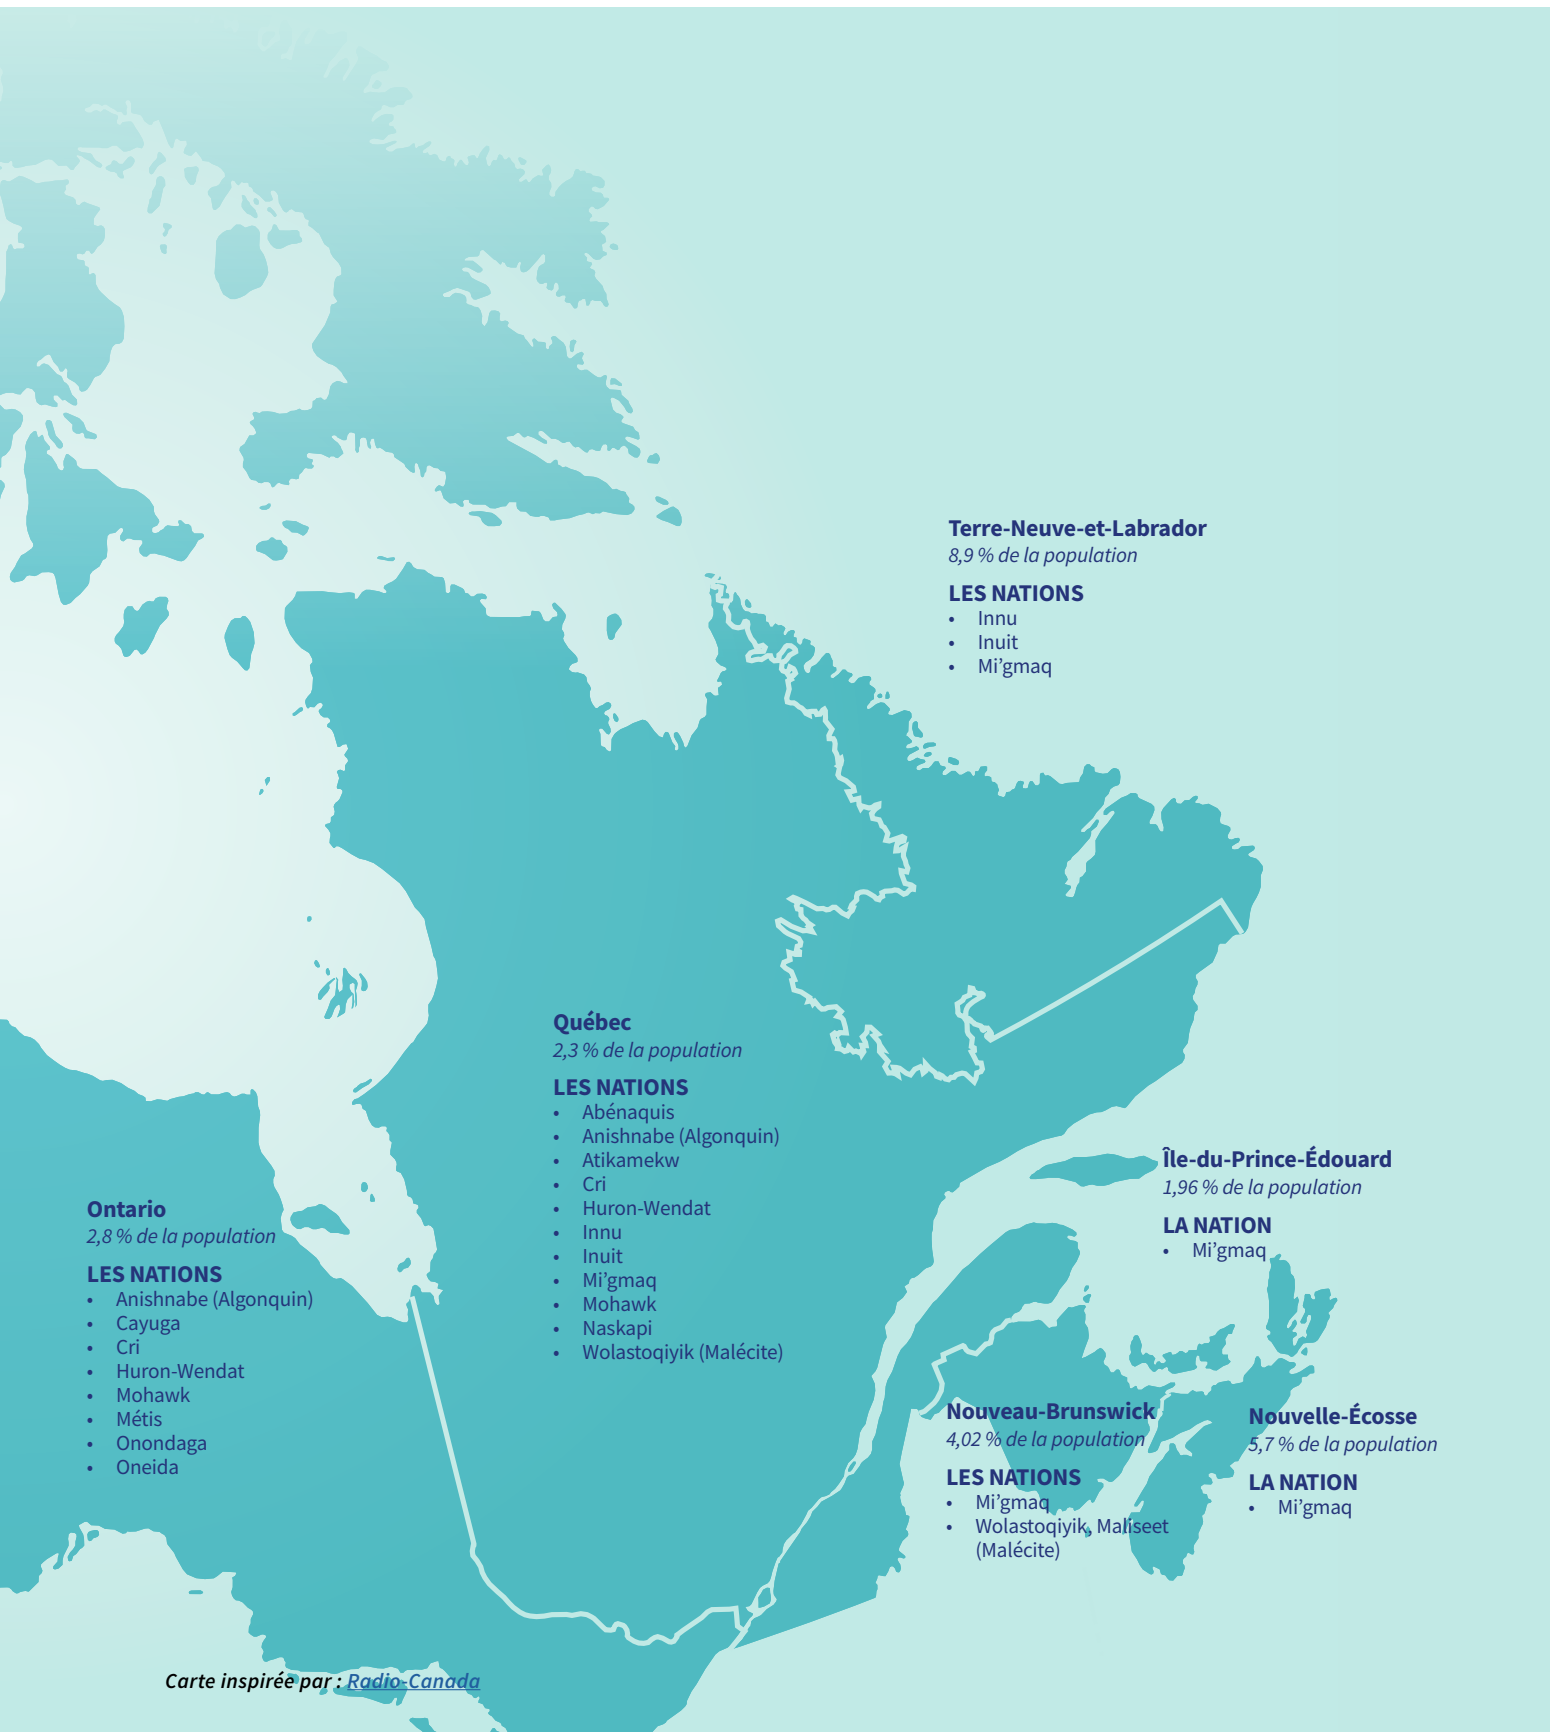 Terre-Neuve-et-Labrador
8,9 % de la population
LES NATIONS
• Innu
• Inuit
• Mi’gmaq
Québec
2,3 % de la population
LES NATIONS
• Abénaquis
• Anishnabe (Algonquin)
• Atikamekw
• Cri
• Huron-Wendat
• Innu
• Inuit
• Mi’gmaq
• Mohawk
• Naskapi
• Wolastoqiyik (Malécite)
Île-du-Prince-Édouard
1,96 % de la population
LA NATION
• Mi’gmaq
Ontario
2,8 % de la population
LES NATIONS
• Anishnabe (Algonquin)
• Cayuga
• Cri
• Huron-Wendat
• Mohawk
• Métis
• Onondaga
• Oneida
Nouveau-Brunswick
4,02 % de la population
LES NATIONS
• Mi’gmaq
• Wolastoqiyik, Maliseet
(Malécite)
Nouvelle-Écosse
5,7 % de la population
LA NATION
• Mi’gmaq
Carte inspirée par : Radio-Canada